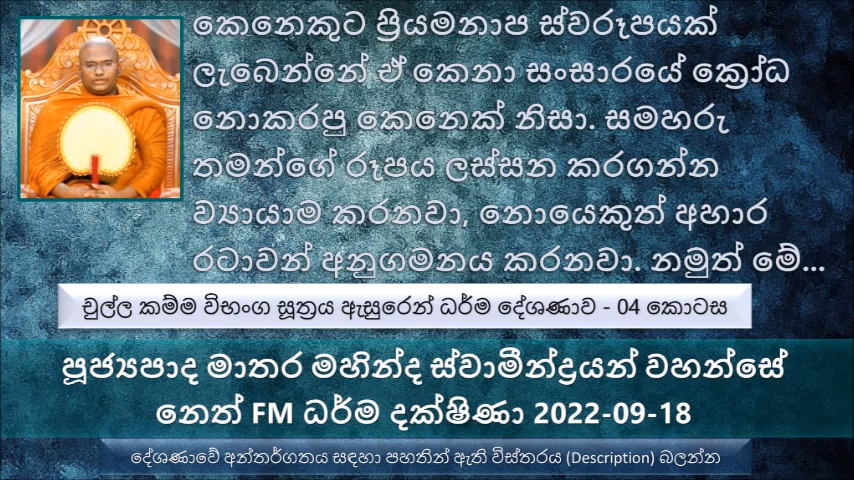 කෙනෙකුට ප්‍රියමනාප ස්වරූපයක්
ලැබෙන්නේ ඒ කෙනා සංසාරයේ ක්‍රෝධ
නොකරපු කෙනෙක් නිසා. සමහරු
තමන්ගේ රූපය ලස්සන කරගන්න
ව්‍යායාම කරනවා, නොයෙකුත් අහාර
රටාවන් අනුගමනය කරනවා. නමුත් මේ...
චුල්ල කම්ම විභංග සූත්‍රය ඇසුරෙන් ධර්ම දේශණාව - 04 කොටස
පූජ්‍යපාද මාතර මහින්ද ස්වාමීන්ද්‍රයන් වහන්සේ
නෙත් FM ධර්ම දක්ෂිණා 2022-09-18
දේශණාවේ අන්තර්ගතය සඳහා පහතින් ඇති විස්තරය (Description) බලන්න